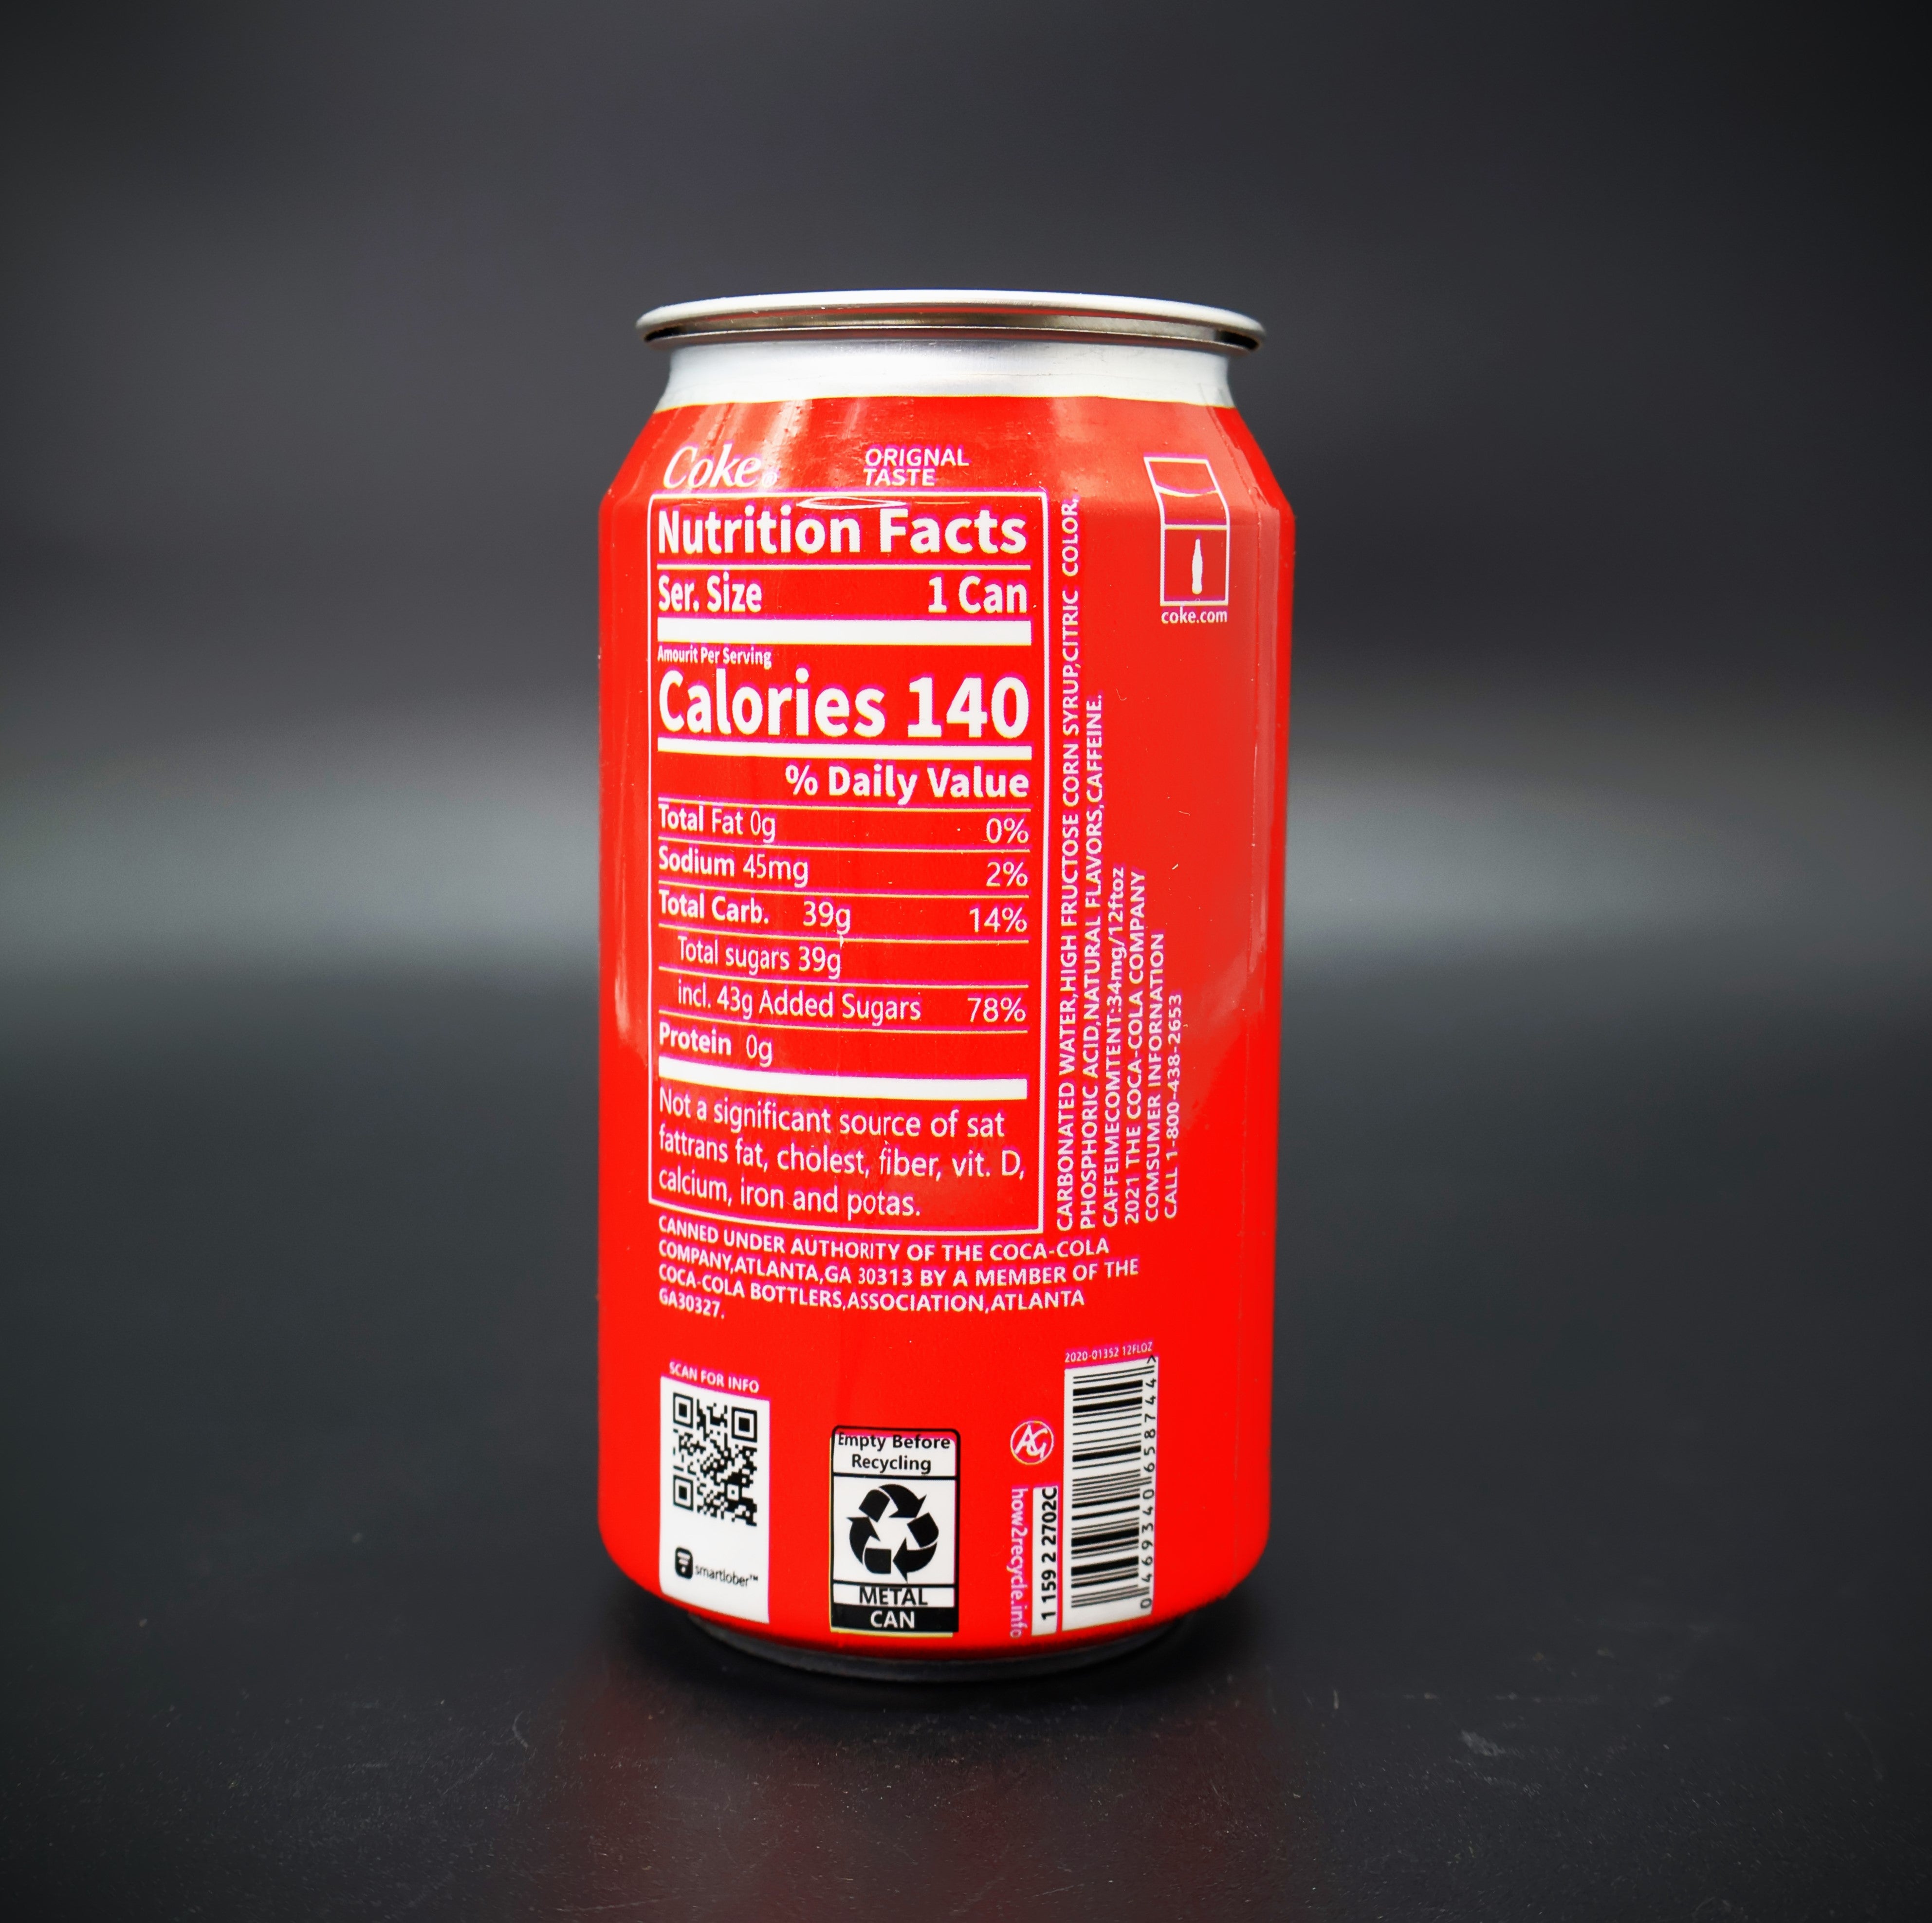 Coke®
ORIGNAL
TASTE
Nutrition Facts
Ser. Size 1 Can
Amourit Per Serving
Calories 140
% Daily Value
Total Fat 0g 0%
Sodium 45mg 2%
Total Carb. 39g 14%
Total sugars 39g
incl. 43g Added Sugars 78%
Protein 0g
Not a significant source of sat
fattrans fat, cholest, fiber, vit. D,
calcium, iron and potas.
CARBONATED WATER,HIGH FRUCTOSE CORN SYRUP,CITRIC COLOR,
PHOSPHORIC ACID,NATURAL FLAVORS,CAFFEINE.
CAFFEIMECOMTENT:34mg/12ftoz
2021 THE COCA-COLA COMPANY
COMSUMER INFORNATION
CALL 1-800-438-2653
coke.com
CANNED UNDER AUTHORITY OF THE COCA-COLA
COMPANY,ATLANTA,GA 30313 BY A MEMBER OF THE
COCA-COLA BOTTLERS,ASSOCIATION,ATLANTA
GA30327.
SCAN FOR INFO
smartlober™
Empty Before
Recycling
METAL
CAN
AG
how2recycle.info
1 159 2 2702C
2020-01352 12FLOZ
0 469340 658744 >